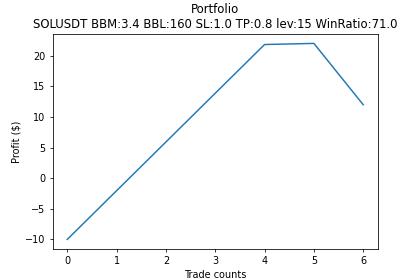 Portfolio
SOLUSDT BBM:3.4 BBL:160 SL:1.0 TP:0.8 lev:15 WinRatio:71.0
Profit ($)
20
15
10
5
0
−5
−10
0 1 2 3 4 5 6
Trade counts